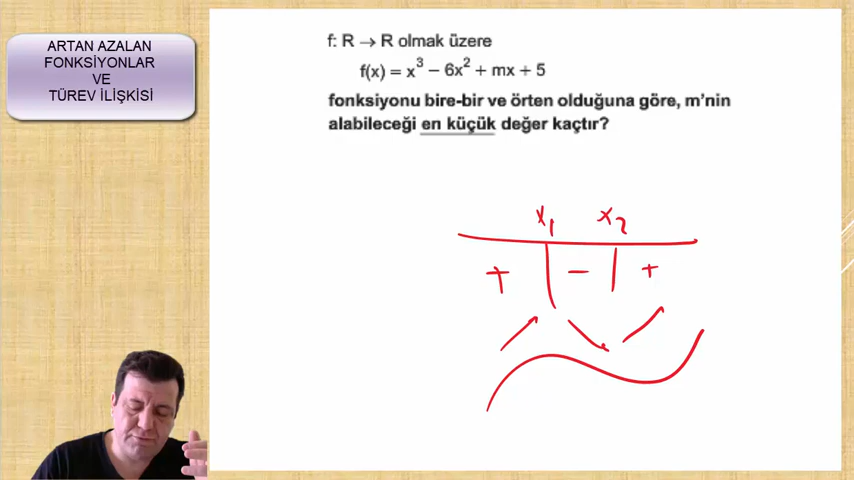 ARTAN AZALAN
FONKSİYONLAR
VE
TÜREV İLİŞKİSİ
f: R → R olmak üzere
f(x) = x³ − 6x² + mx + 5
fonksiyonu bire-bir ve örten olduğuna göre, m'nin
alabileceği en küçük değer kaçtır?
x₁ x₂
+ − +